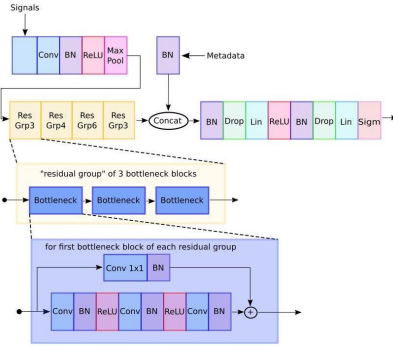 Signals
Conv BN ReLU Max Pool
BN
Metadata
Res Grp3 Res Grp4 Res Grp6 Res Grp3
Concat
BN Drop Lin ReLU BN Drop Lin Sigm
"residual group" of 3 bottleneck blocks
Bottleneck Bottleneck Bottleneck
for first bottleneck block of each residual group
Conv 1x1 BN
Conv BN ReLU Conv BN ReLU Conv BN +